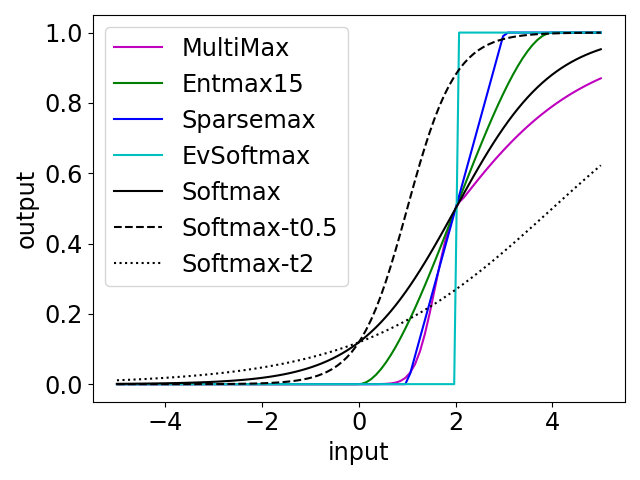 MultiMax
Entmax15
Sparsemax
EvSoftmax
Softmax
Softmax-t0.5
Softmax-t2
1.0
0.8
0.6
0.4
0.2
0.0
output
−4 −2 0 2 4
input